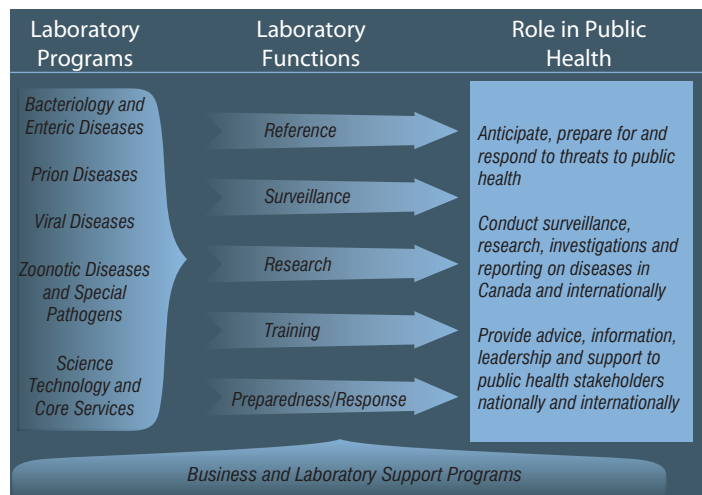 Laboratory
Programs
Laboratory
Functions
Role in Public
Health
Bacteriology and
Enteric Diseases
Prion Diseases
Viral Diseases
Zoonotic Diseases
and Special
Pathogens
Science
Technology and
Core Services
Reference
Surveillance
Research
Training
Preparedness/Response
Anticipate, prepare for and
respond to threats to public
health
Conduct surveillance,
research, investigations and
reporting on diseases in
Canada and internationally
Provide advice, information,
leadership and support to
public health stakeholders
nationally and internationally
Business and Laboratory Support Programs